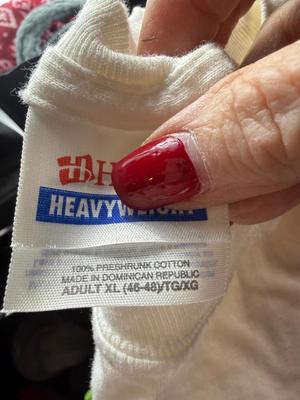 HEAVYWEIGHT
100% PRESHRUNK COTTON
MADE IN DOMINICAN REPUBLIC
ADULT XL (46-48)/TG/XG